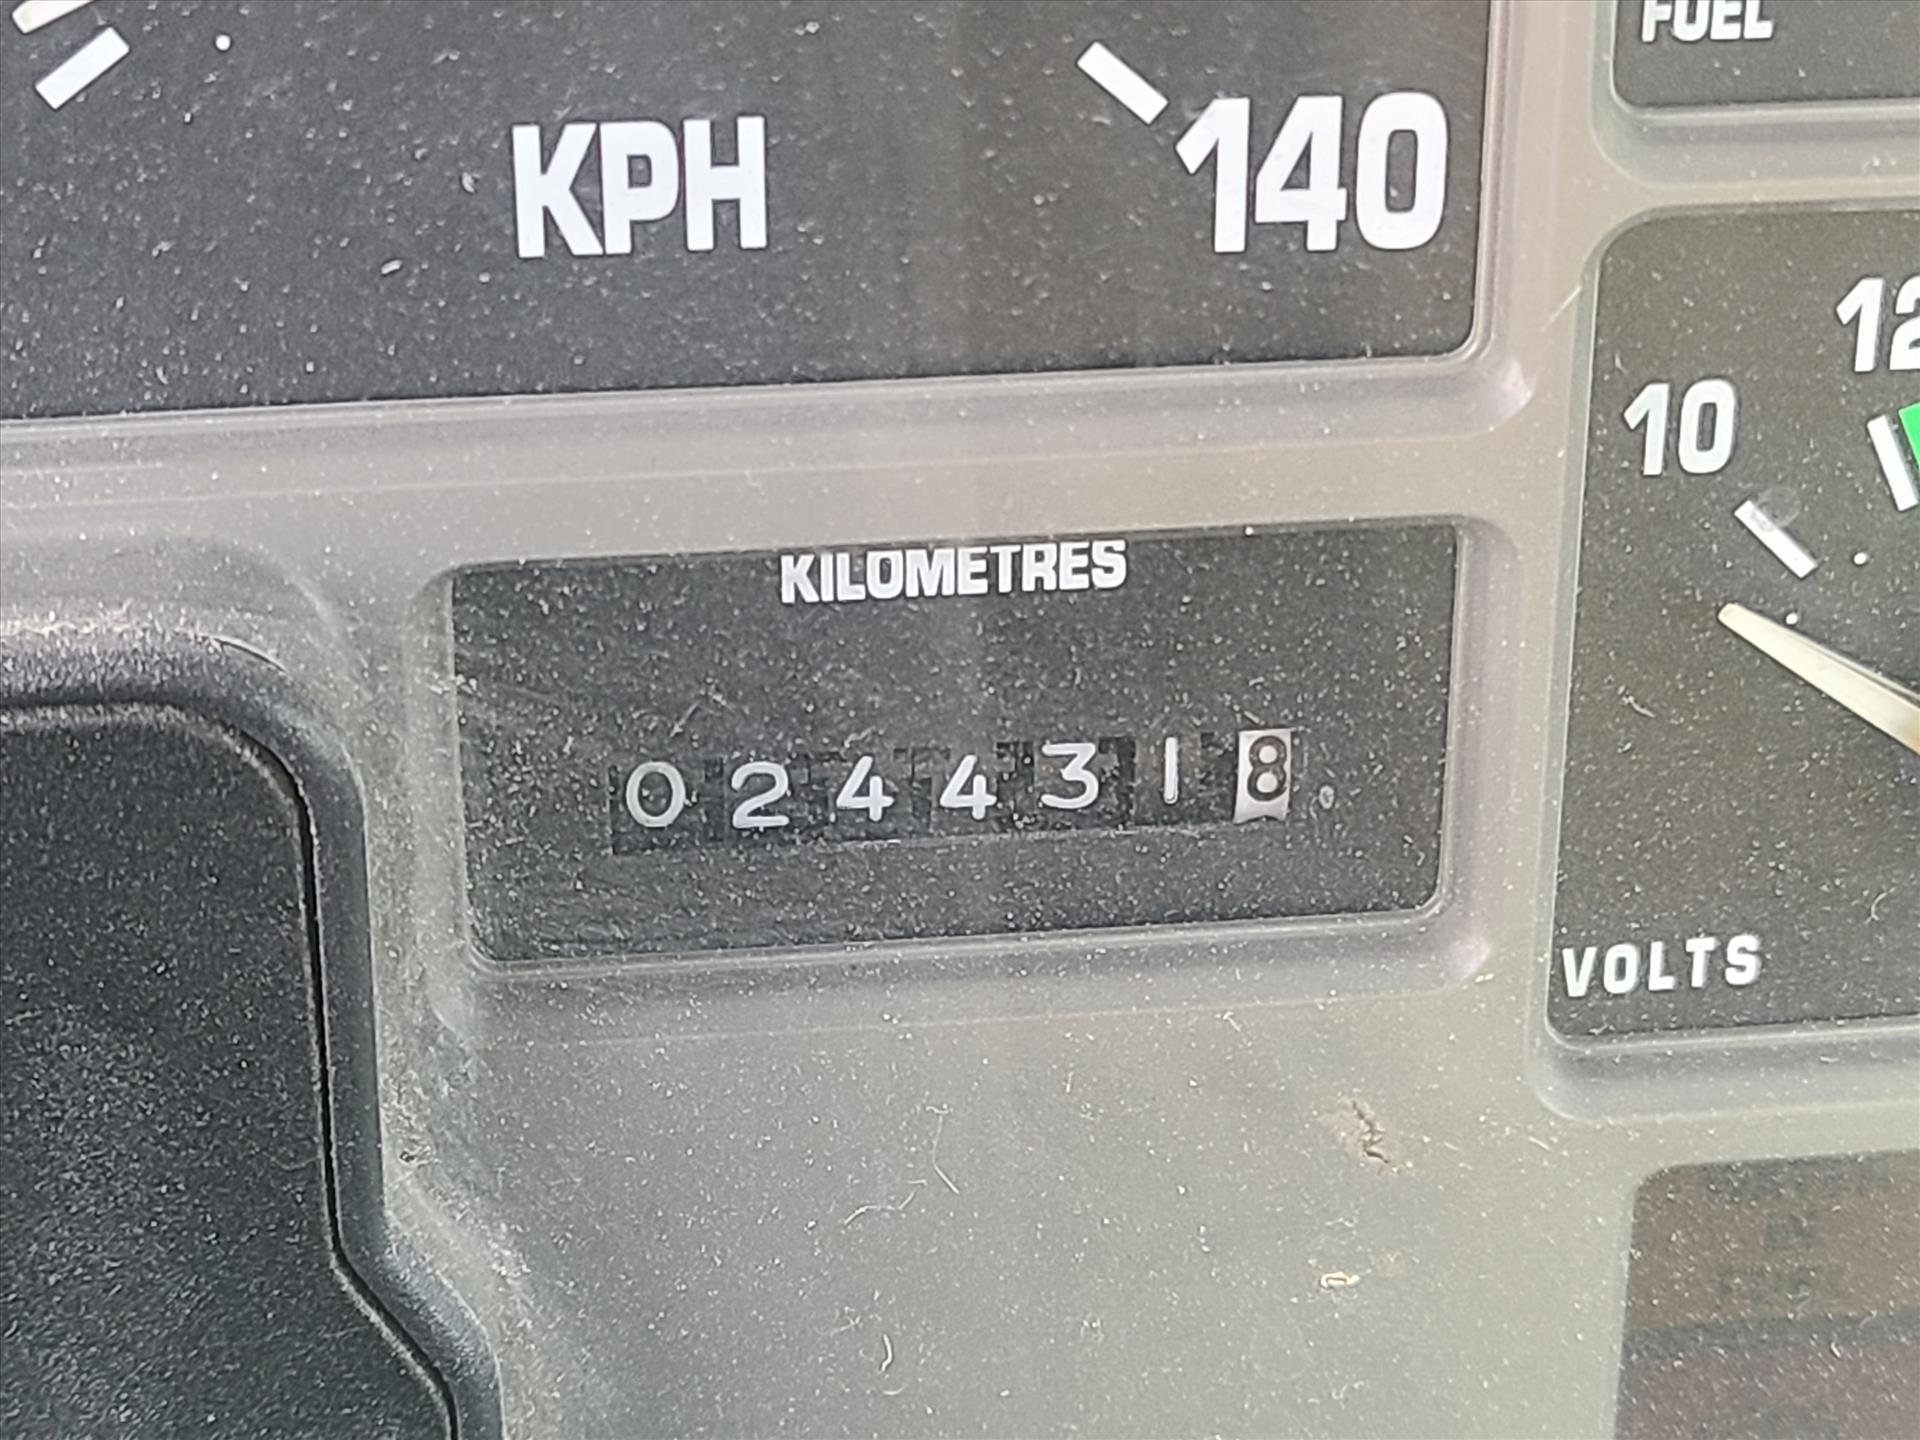 FUEL
KPH
140
12
10
KILOMETRES
0244318
VOLTS